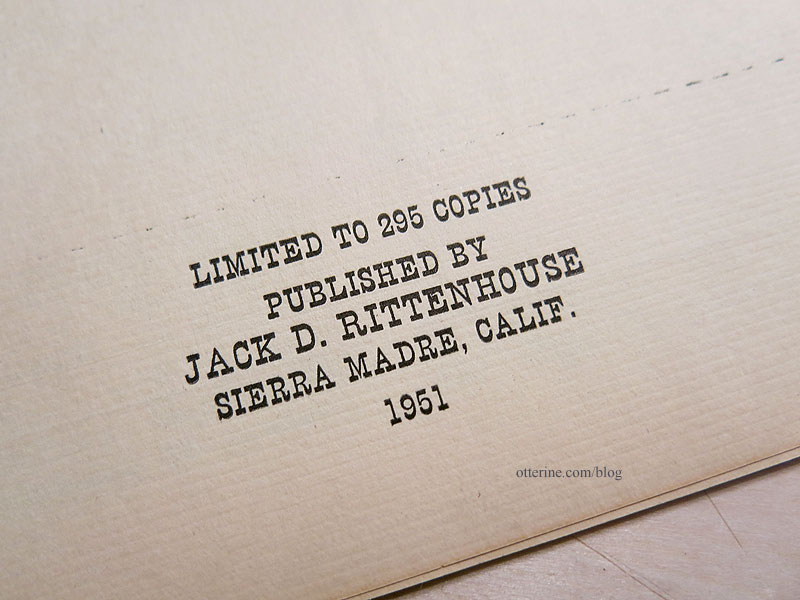 LIMITED TO 295 COPIES
PUBLISHED BY
JACK D. RITTENHOUSE
SIERRA MADRE, CALIF.
1951
otterine.com/blog